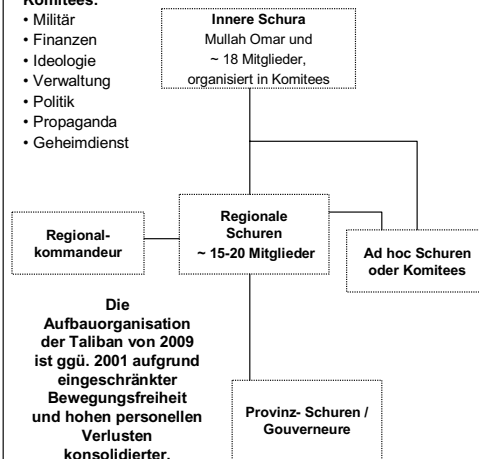 Komitees:
• Militär
• Finanzen
• Ideologie
• Verwaltung
• Politik
• Propaganda
• Geheimdienst
Innere Schura
Mullah Omar und
~ 18 Mitglieder,
organisiert in Komitees
Regional-
kommandeur
Regionale
Schuren
~ 15-20 Mitglieder
Ad hoc Schuren
oder Komitees
Die
Aufbauorganisation
der Taliban von 2009
ist ggü. 2001 aufgrund
eingeschränkter
Bewegungsfreiheit
und hohen personellen
Verlusten
konsolidierter.
Provinz- Schuren /
Gouverneure